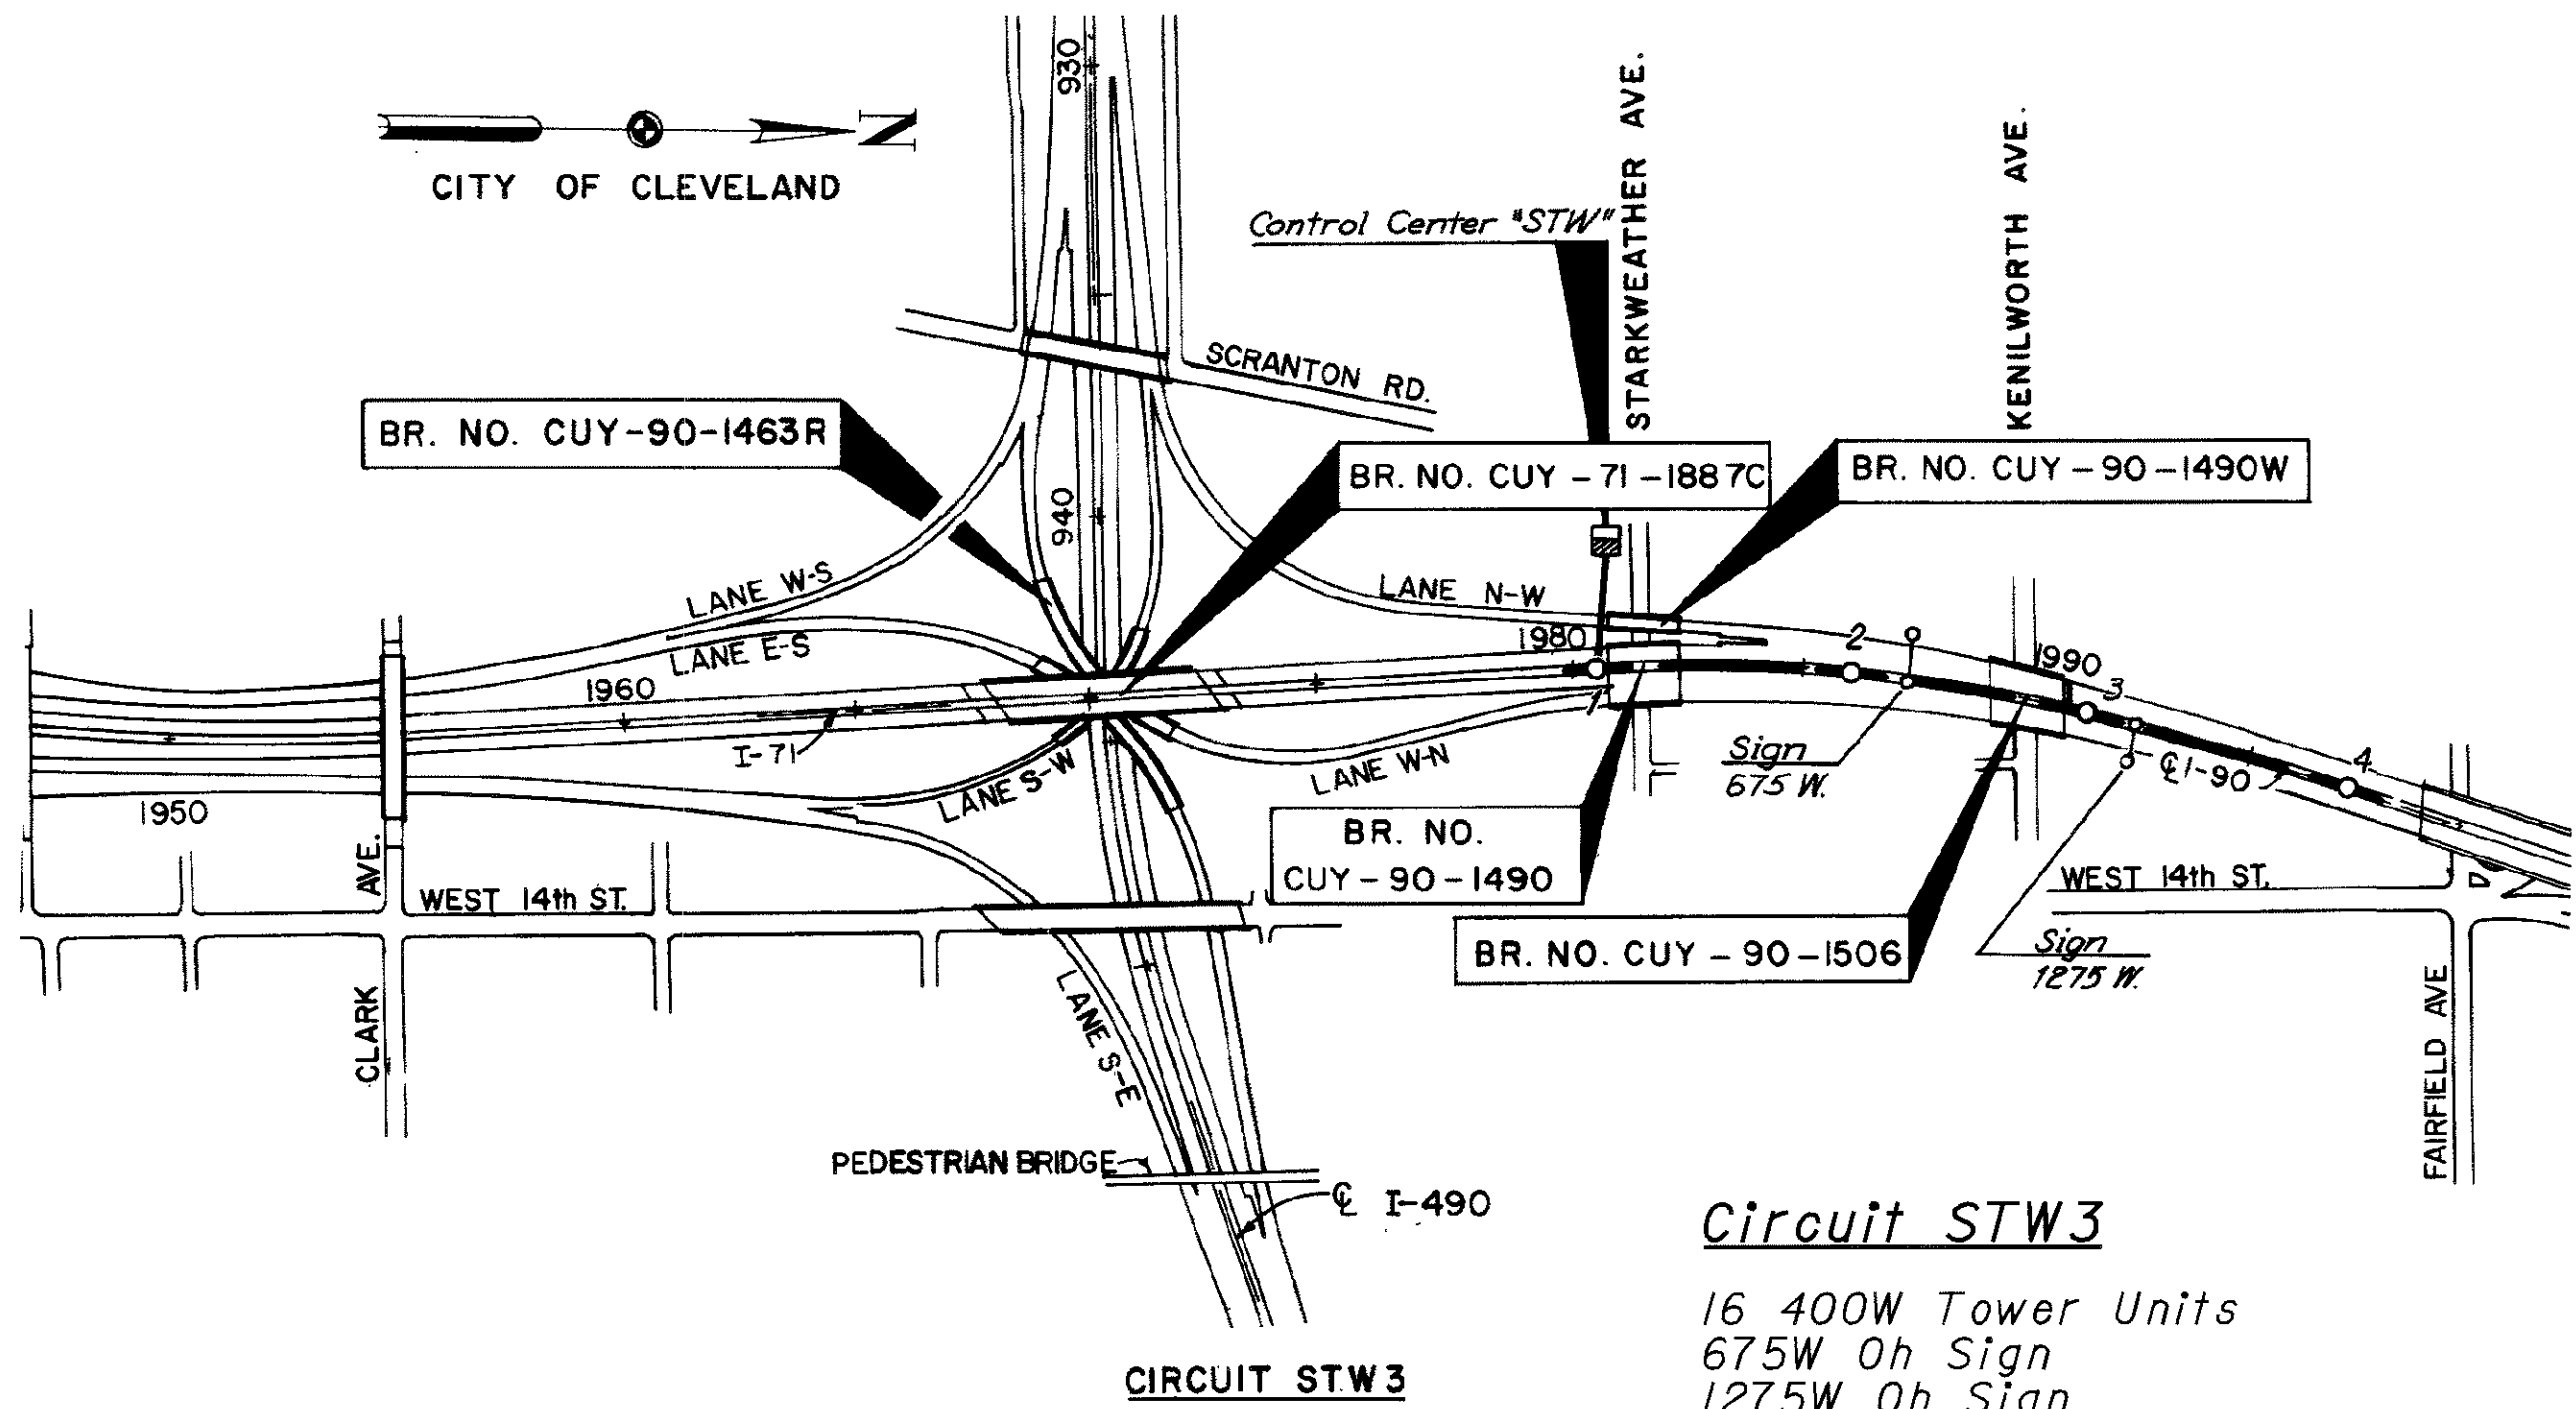 930
N
CITY OF CLEVELAND
Control Center "STW"
STARKWEATHER AVE.
KENILWORTH AVE.
SCRANTON RD.
BR. NO. CUY-90-1463R
BR. NO. CUY-71-1887C
BR. NO. CUY-90-1490W
940
LANE W-S
LANE E-S
LANE N-W
1980
2
1990
3
1960
1
I-71
LANE S-W
LANE W-N
Sign
675 W.
℄ I-90
4
1950
BR. NO.
CUY-90-1490
WEST 14th ST.
WEST 14th ST.
CLARK AVE.
BR. NO. CUY-90-1506
Sign
1275 W.
LANE S-E
FAIRFIELD AVE
PEDESTRIAN BRIDGE
℄ I-490
Circuit STW3
16 400W Tower Units
675W Oh Sign
1275W Oh Sign
CIRCUIT STW3